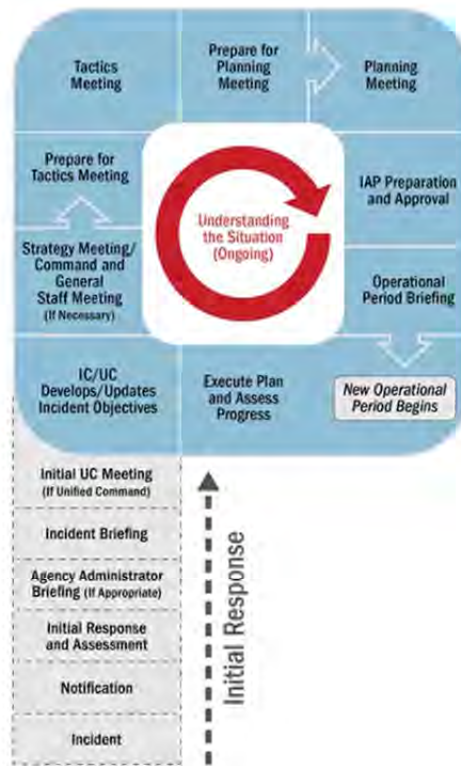 Tactics
Meeting
Prepare for
Planning
Meeting
Planning
Meeting
Prepare for
Tactics Meeting
Understanding
the Situation
(Ongoing)
IAP Preparation
and Approval
Strategy Meeting/
Command and
General
Staff Meeting
(If Necessary)
Operational
Period Briefing
IC/UC
Develops/Updates
Incident Objectives
Execute Plan
and Assess
Progress
New Operational
Period Begins
Initial UC Meeting
(If Unified Command)
Incident Briefing
Agency Administrator
Briefing (If Appropriate)
Initial Response
and Assessment
Notification
Incident
Initial Response